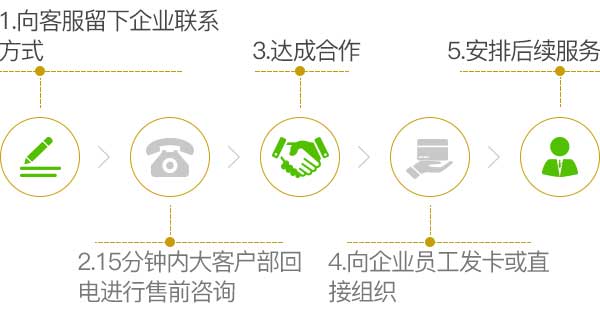 1.向客服留下企业联系
方式
2.15分钟内大客户部回
电进行售前咨询
3.达成合作
4.向企业员工发卡或直
接组织
5.安排后续服务